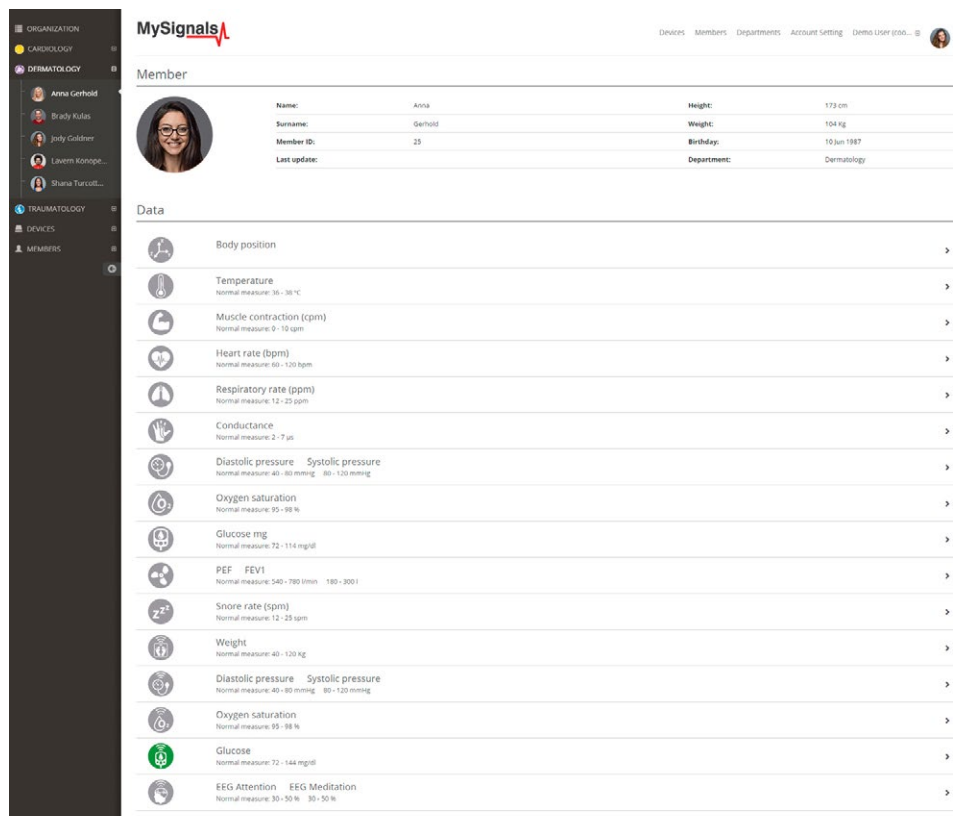 ORGANIZATION
CARDIOLOGY
DERMATOLOGY
Anna Gerhold
Brady Kulas
Jody Goldner
Lavern Konope...
Shana Turcott...
TRAUMATOLOGY
DEVICES
MEMBERS
MySignals
Devices Members Departments Account Setting Demo User (roo...
Member
Name: Anna Height: 173 cm
Surname: Gerhold Weight: 104 Kg
Member ID: 25 Birthday: 10 Jun 1987
Last update: Department: Dermatology
Data
Body position
Temperature
Normal measure: 36 - 38 ºC
Muscle contraction (cpm)
Normal measure: 0 - 10 cpm
Heart rate (bpm)
Normal measure: 60 - 120 bpm
Respiratory rate (ppm)
Normal measure: 12 - 25 ppm
Conductance
Normal measure: 2 - 7 μs
Diastolic pressure Systolic pressure
Normal measure: 40 - 80 mmHg 80 - 120 mmHg
O₂
Oxygen saturation
Normal measure: 95 - 98 %
Glucose mg
Normal measure: 72 - 114 mg/dl
PEF FEV1
Normal measure: 540 - 780 l/min 180 - 300 l
zzz
Snore rate (spm)
Normal measure: 12 - 25 spm
Weight
Normal measure: 40 - 120 Kg
Diastolic pressure Systolic pressure
Normal measure: 40 - 80 mmHg 80 - 120 mmHg
O₂
Oxygen saturation
Normal measure: 95 - 98 %
Glucose
Normal measure: 72 - 144 mg/dl
EEG Attention EEG Meditation
Normal measure: 30 - 50 % 30 - 50 %